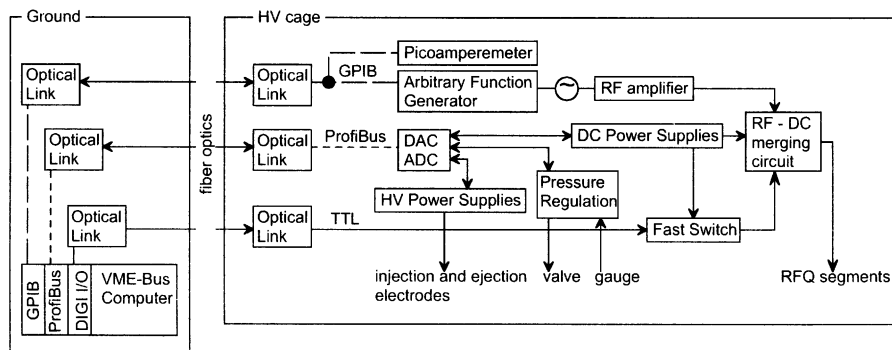 Ground
HV cage
Optical
Link
Optical
Link
GPIB
Picoamperemeter
Arbitrary Function
Generator
~
RF amplifier
Optical
Link
fiber optics
Optical
Link
ProfiBus
DAC
ADC
DC Power Supplies
RF - DC
merging
circuit
HV Power Supplies
Pressure
Regulation
Optical
Link
Optical
Link
TTL
Fast Switch
GPIB
ProfiBus
DIGI I/O
VME-Bus
Computer
injection and ejection
electrodes
valve
gauge
RFQ segments